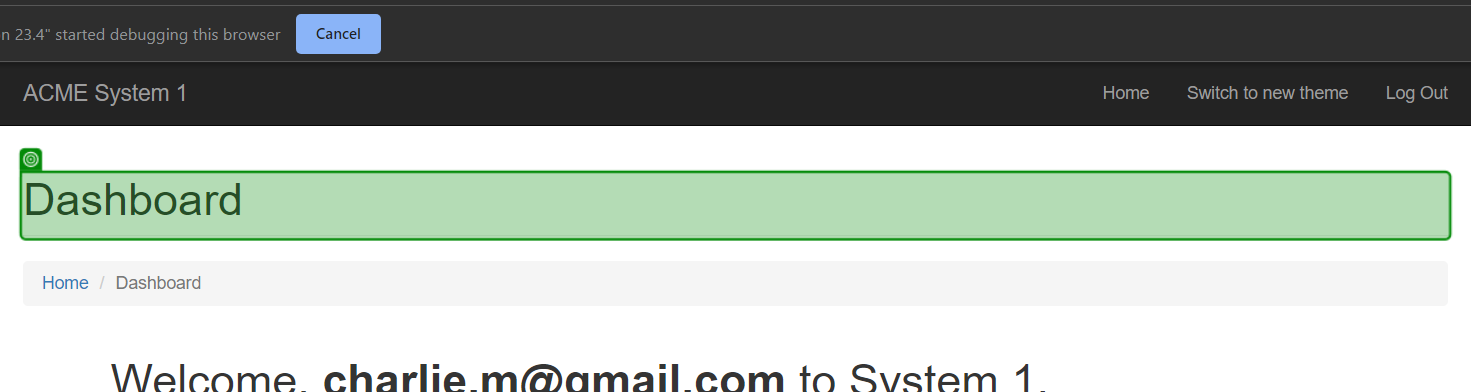 n 23.4" started debugging this browser Cancel
ACME System 1 Home Switch to new theme Log Out
Dashboard
Home / Dashboard
Welcome, charlie.m@gmail.com to System 1.